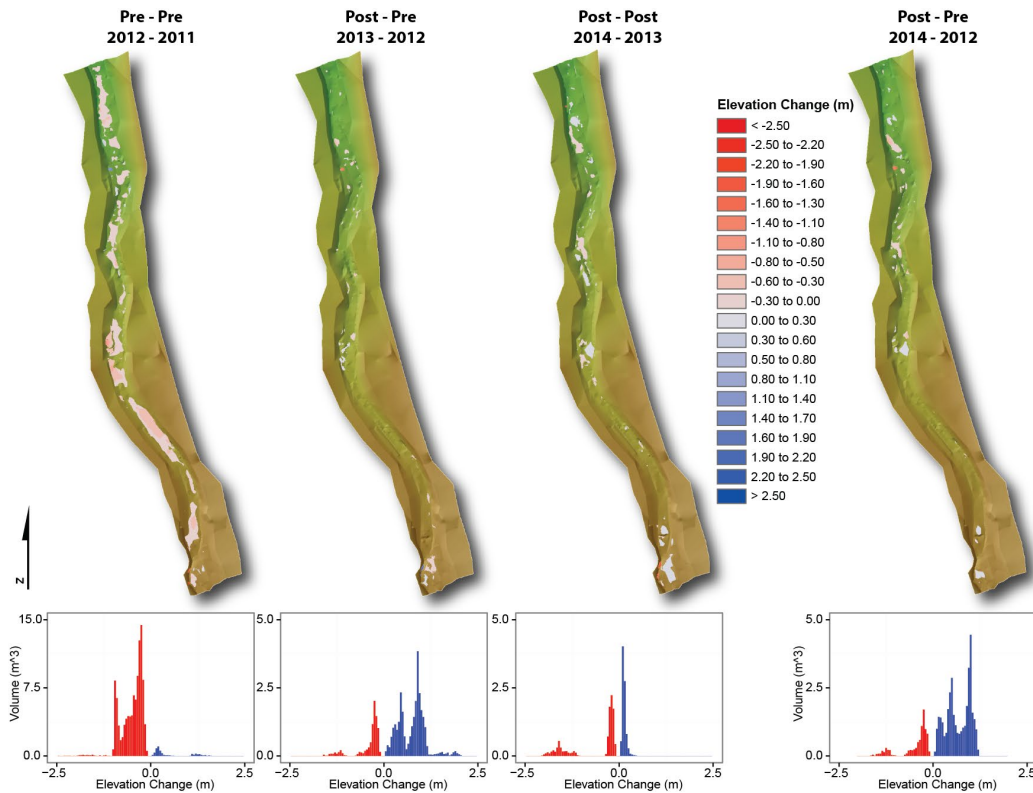 Pre - Pre
2012 - 2011
Post - Pre
2013 - 2012
Post - Post
2014 - 2013
Post - Pre
2014 - 2012
Elevation Change (m)
< -2.50
-2.50 to -2.20
-2.20 to -1.90
-1.90 to -1.60
-1.60 to -1.30
-1.40 to -1.10
-1.10 to -0.80
-0.80 to -0.50
-0.60 to -0.30
-0.30 to 0.00
0.00 to 0.30
0.30 to 0.60
0.50 to 0.80
0.80 to 1.10
1.10 to 1.40
1.40 to 1.70
1.60 to 1.90
1.90 to 2.20
2.20 to 2.50
> 2.50
N
Volume (m^3)
15.0
7.5
0.0
−2.5 0.0 2.5
Elevation Change (m)
5.0
2.5
0.0
−2.5 0.0 2.5
Elevation Change (m)
5.0
2.5
0.0
−2.5 0.0 2.5
Elevation Change (m)
5.0
2.5
0.0
−2.5 0.0 2.5
Elevation Change (m)